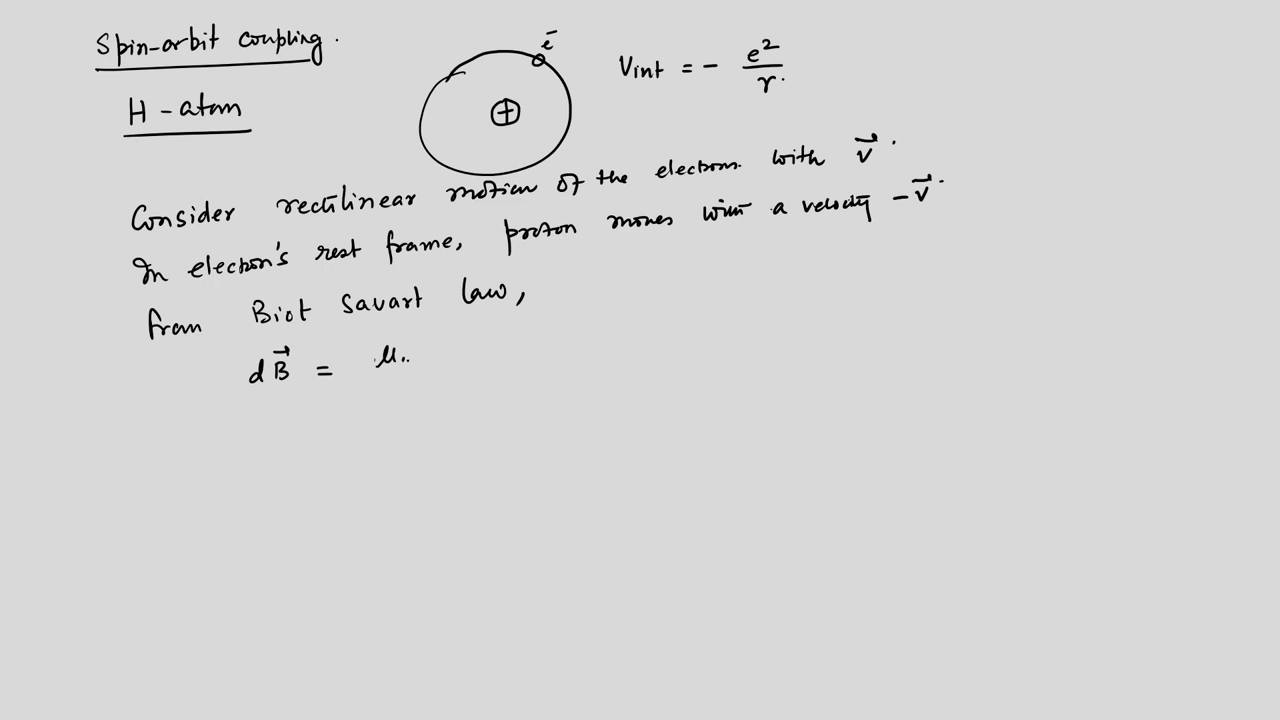 Spin-orbit coupling.
e⁻ Vint = - e²/r.
H - atom
Consider rectilinear motion of the electron. with v⃗.
In electron's rest frame, proton moves with a velocity -v⃗.
from Biot Savart law,
dB⃗ = μ..